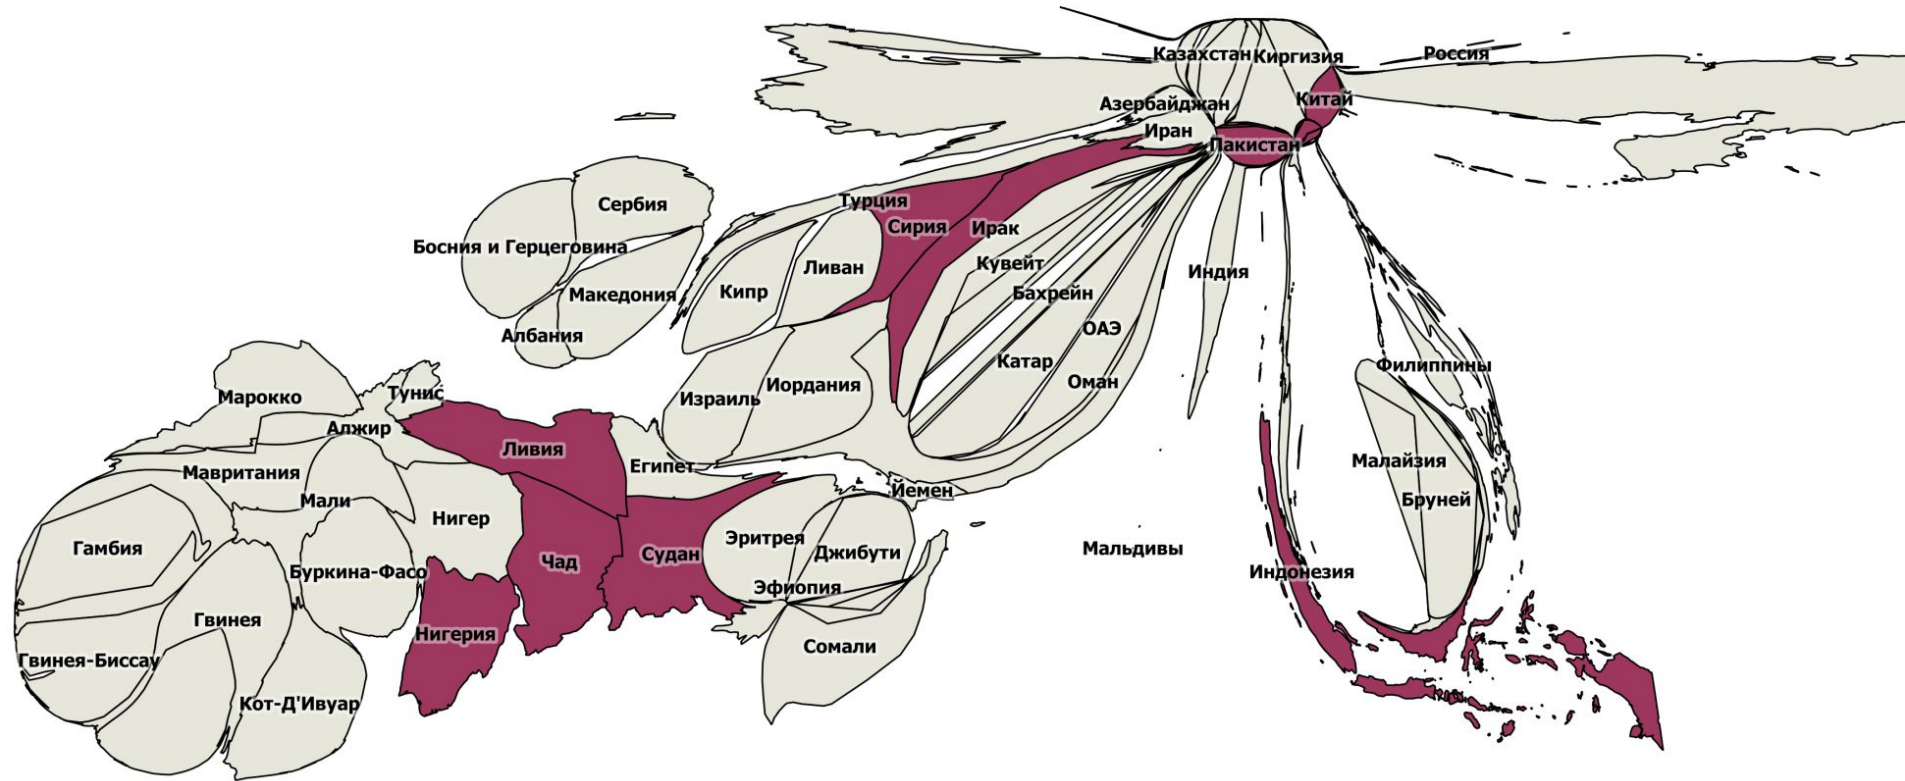 Казахстан
Киргизия
Россия
Китай
Азербайджан
Иран
Пакистан
Сербия
Турция
Босния и Герцеговина
Сирия
Ирак
Ливан
Кувейт
Индия
Кипр
Македония
Бахрейн
Албания
ОАЭ
Катар
Филиппины
Оман
Иордания
Израиль
Тунис
Марокко
Алжир
Ливия
Египет
Малайзия
Мавритания
Йемен
Бруней
Мали
Нигер
Эритрея
Гамбия
Мальдивы
Джибути
Судан
Чад
Буркина-Фасо
Индонезия
Эфиопия
Гвинея
Нигерия
Сомали
Гвинея-Биссау
Кот-Д'Ивуар